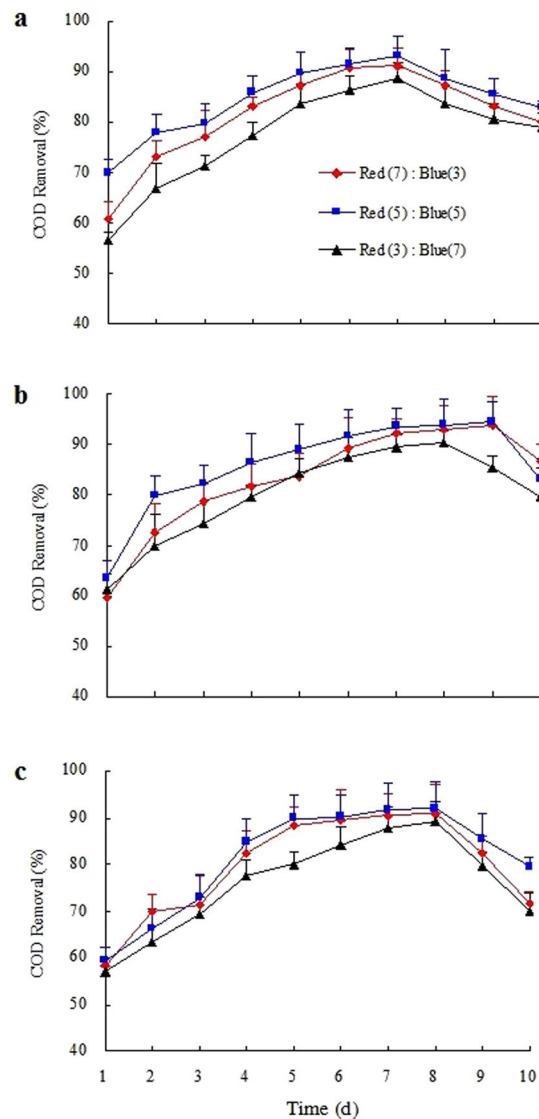 a
100
90
80
70
60
50
40
COD Removal (%)
Red (7) : Blue(3)
Red(5) : Blue(5)
Red (3) : Blue(7)
b
100
90
80
70
60
50
40
COD Removal (%)
c
100
90
80
70
60
50
40
COD Removal (%)
1 2 3 4 5 6 7 8 9 10
Time (d)